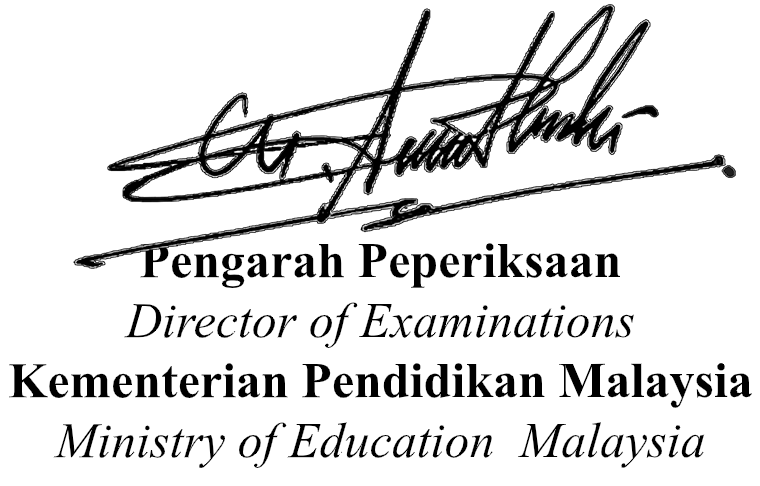 Pengarah Peperiksaan
Director of Examinations
Kementerian Pendidikan Malaysia
Ministry of Education Malaysia